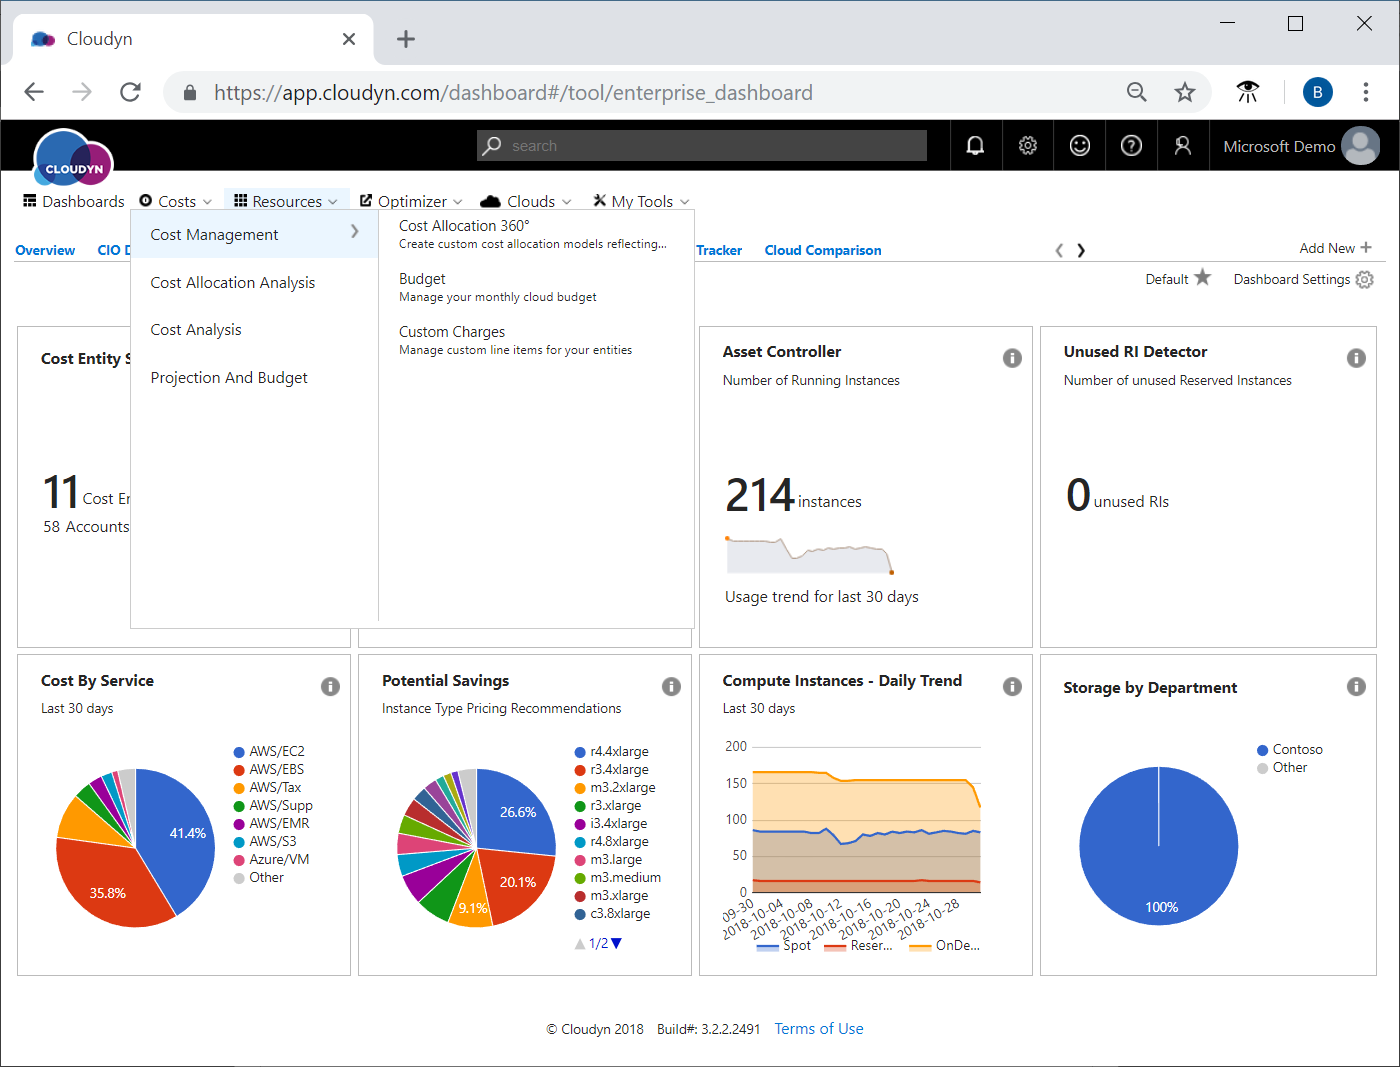 Cloudyn
https://app.cloudyn.com/dashboard#/tool/enterprise_dashboard
B
CLOUDYN
search
Microsoft Demo
Dashboards Costs Resources Optimizer Clouds My Tools
Overview CIO D Tracker Cloud Comparison Add New +
Default Dashboard Settings
Cost Management
Cost Allocation Analysis
Cost Analysis
Projection And Budget
Cost Allocation 360°
Create custom cost allocation models reflecting...
Budget
Manage your monthly cloud budget
Custom Charges
Manage custom line items for your entities
Cost Entity S
11 Cost En
58 Accounts
Asset Controller
Number of Running Instances
214 instances
Usage trend for last 30 days
Unused RI Detector
Number of unused Reserved Instances
0 unused RIs
Cost By Service
Last 30 days
41.4%
35.8%
AWS/EC2
AWS/EBS
AWS/Tax
AWS/Supp
AWS/EMR
AWS/S3
Azure/VM
Other
Potential Savings
Instance Type Pricing Recommendations
26.6%
20.1%
9.1%
r4.4xlarge
r3.4xlarge
m3.2xlarge
r3.xlarge
i3.4xlarge
r4.8xlarge
m3.large
m3.medium
m3.xlarge
c3.8xlarge
1/2
Compute Instances - Daily Trend
Last 30 days
200
150
100
50
0
09-30
2018-10-04
2018-10-08
2018-10-12
2018-10-16
2018-10-20
2018-10-24
2018-10-28
Spot Reser... OnDe...
Storage by Department
Contoso
Other
100%
© Cloudyn 2018 Build#: 3.2.2.2491 Terms of Use